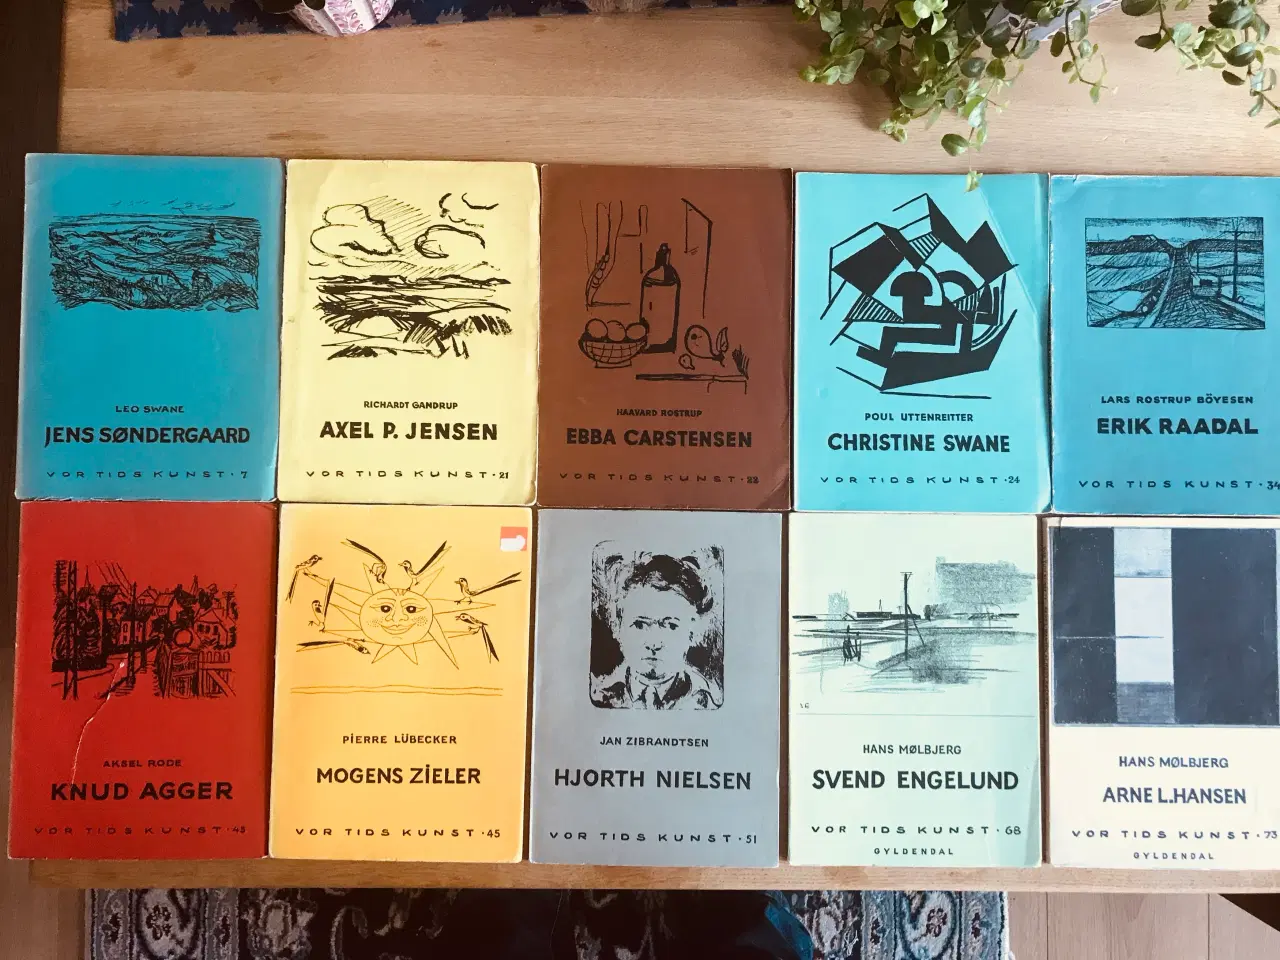 LEO SWANE
JENS SØNDERGAARD
VOR TIDS KUNST · 7
RICHARDT GANDRUP
AXEL P. JENSEN
VOR TIDS KUNST · 21
HAAVARD ROSTRUP
EBBA CARSTENSEN
VOR TIDS KUNST ·
POUL UTTENREITTER
CHRISTINE SWANE
VOR TIDS KUNST · 24
LARS ROSTRUP BÖYESEN
ERIK RAADAL
VOR TIDS KUNST · 34
AKSEL RODE
KNUD AGGER
VOR TIDS KUNST ·
PIERRE LÜBECKER
MOGENS ZIELER
VOR TIDS KUNST · 45
JAN ZIBRANDTSEN
HJORTH NIELSEN
VOR TIDS KUNST · 51
HANS MØLBJERG
SVEND ENGELUND
VOR TIDS KUNST · 68
GYLDENDAL
HANS MØLBJERG
ARNE L. HANSEN
VOR TIDS KUNST · 73
GYLDENDAL